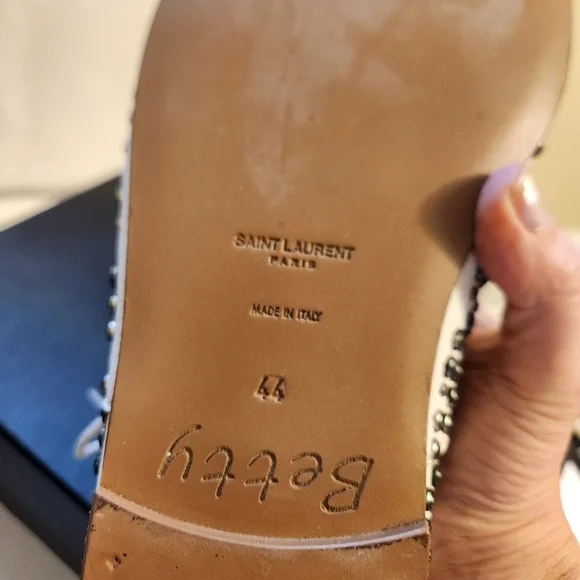 SAINT LAURENT
PARIS
MADE IN ITALY
44
Betty